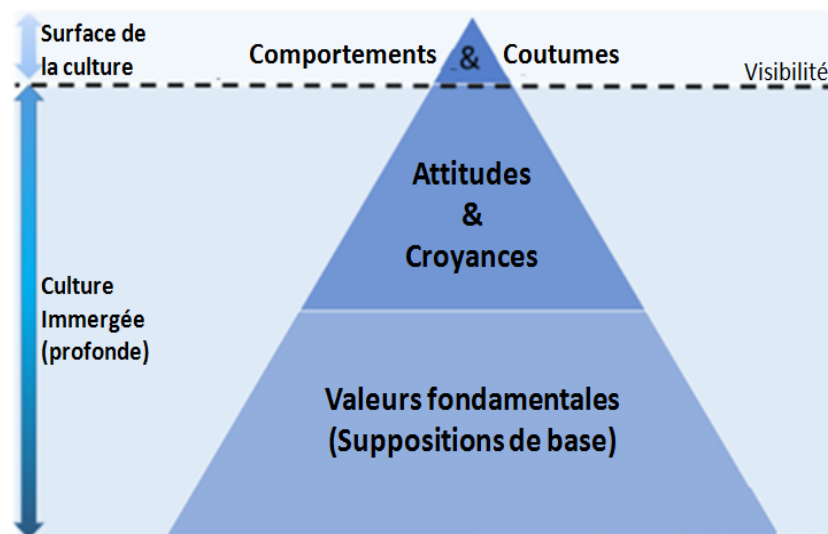 Surface de
la culture
Comportements & Coutumes
Visibilité
Attitudes
&
Croyances
Culture
Immergée
(profonde)
Valeurs fondamentales
(Suppositions de base)